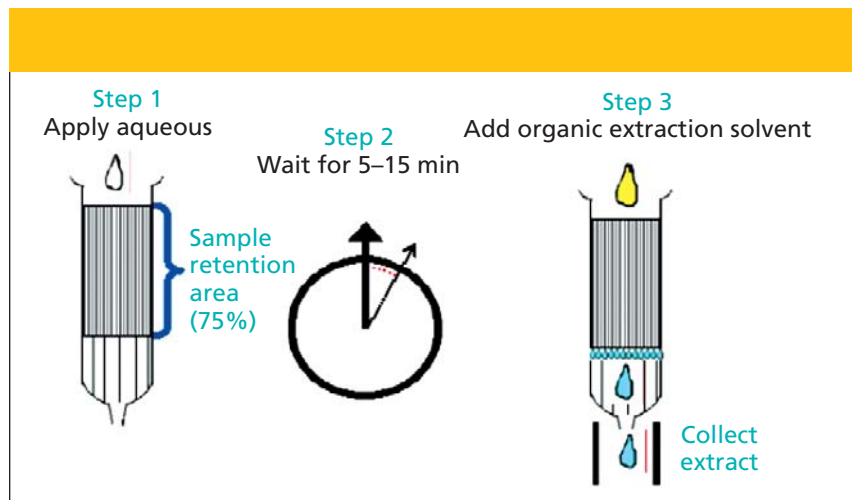 Step 1
Apply aqueous
Step 2
Wait for 5–15 min
Step 3
Add organic extraction solvent
Sample
retention
area
(75%)
Collect
extract